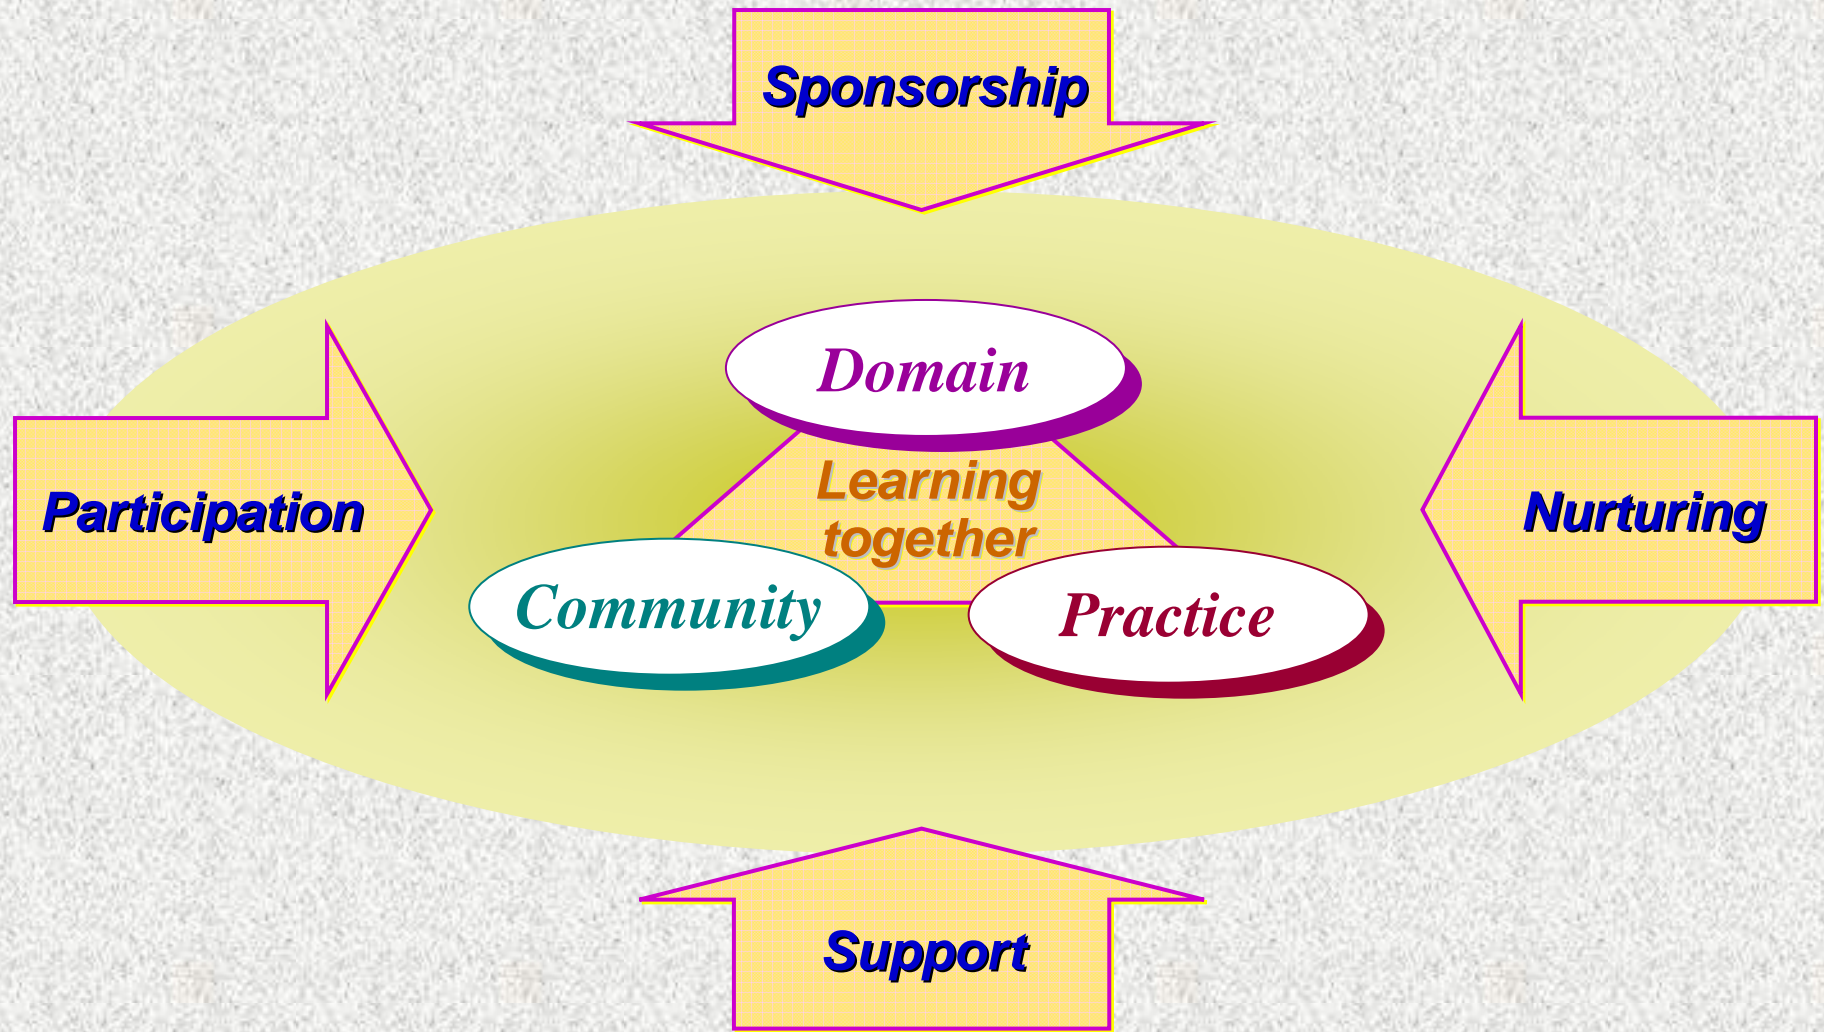 Sponsorship
Domain
Learning
together
Participation
Nurturing
Community
Practice
Support